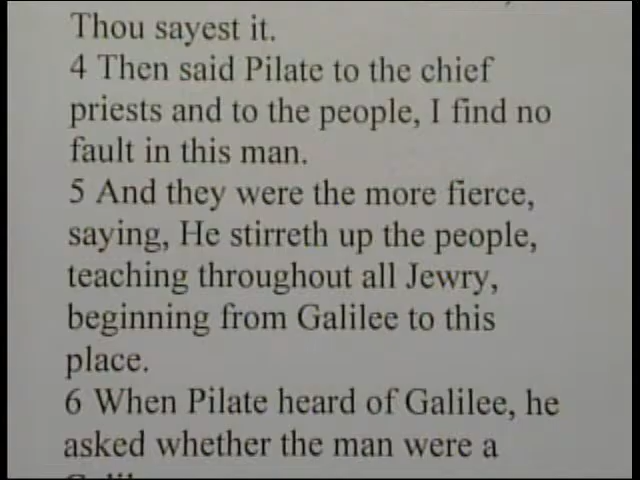 Thou sayest it.
4 Then said Pilate to the chief
priests and to the people, I find no
fault in this man.
5 And they were the more fierce,
saying, He stirreth up the people,
teaching throughout all Jewry,
beginning from Galilee to this
place.
6 When Pilate heard of Galilee, he
asked whether the man were a